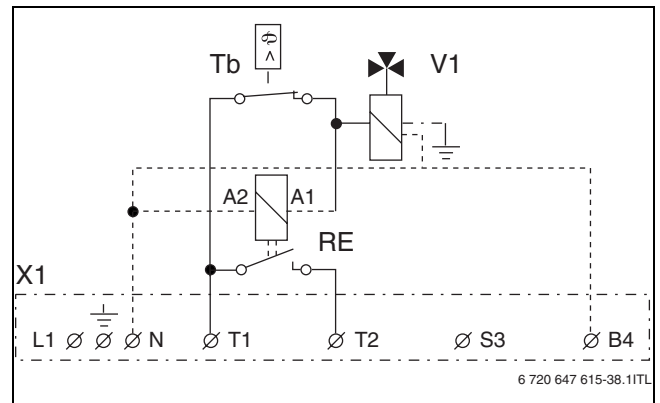 ϑ >
Tb
V1
A2 A1
RE
X1
L1 N T1 T2 S3 B4
6 720 647 615-38.1ITL